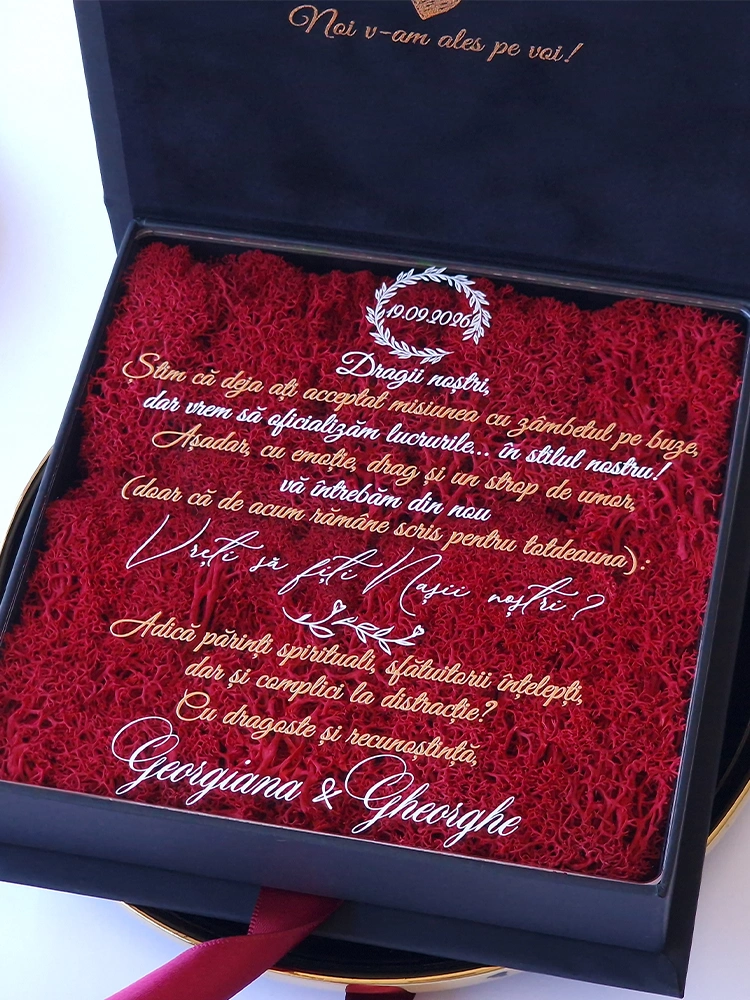 Noi v-am ales pe voi!
19.09.2026
Dragii noștri,
Știm că deja ați acceptat misiunea cu zâmbetul pe buze,
dar vrem să oficializăm lucrurile... în stilul nostru!
Așadar, cu emoție, drag și un strop de umor,
vă întrebăm din nou
(doar că de acum rămâne scris pentru totdeauna):
Vreți să fiți Nașii noștri?
Adică părinți spirituali, sfătuitorii înțelepți,
dar și complici la distracție?
Cu dragoste și recunoștință,
Georgiana & Gheorghe